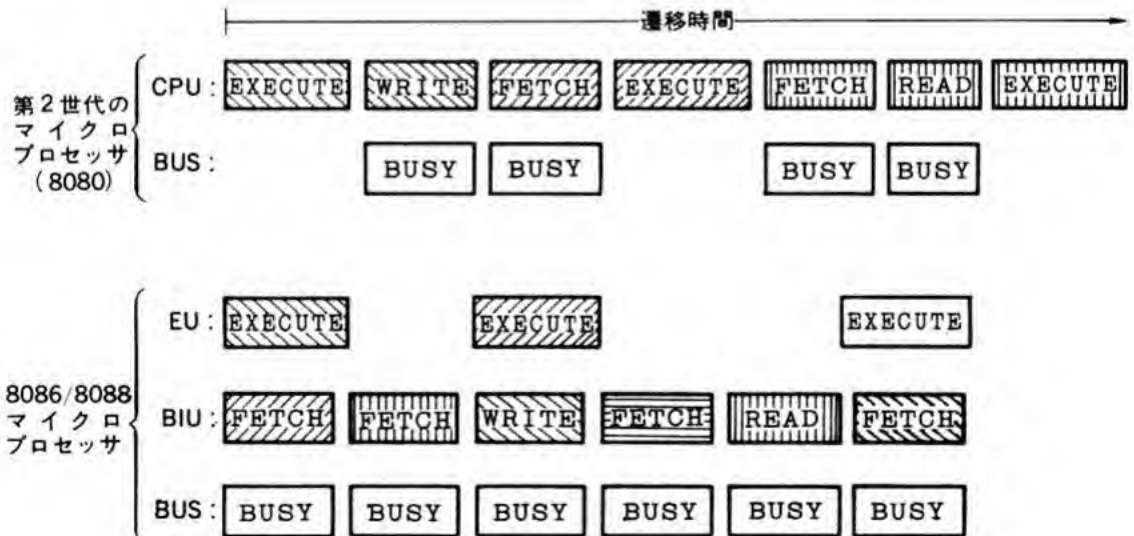 遷移時間
第2世代の
マイクロ
プロセッサ
(8080)
CPU : EXECUTE WRITE FETCH EXECUTE FETCH READ EXECUTE
BUS : BUSY BUSY BUSY BUSY
8086/8088
マイクロ
プロセッサ
EU : EXECUTE EXECUTE EXECUTE
BIU : FETCH FETCH WRITE FETCH READ FETCH
BUS : BUSY BUSY BUSY BUSY BUSY BUSY